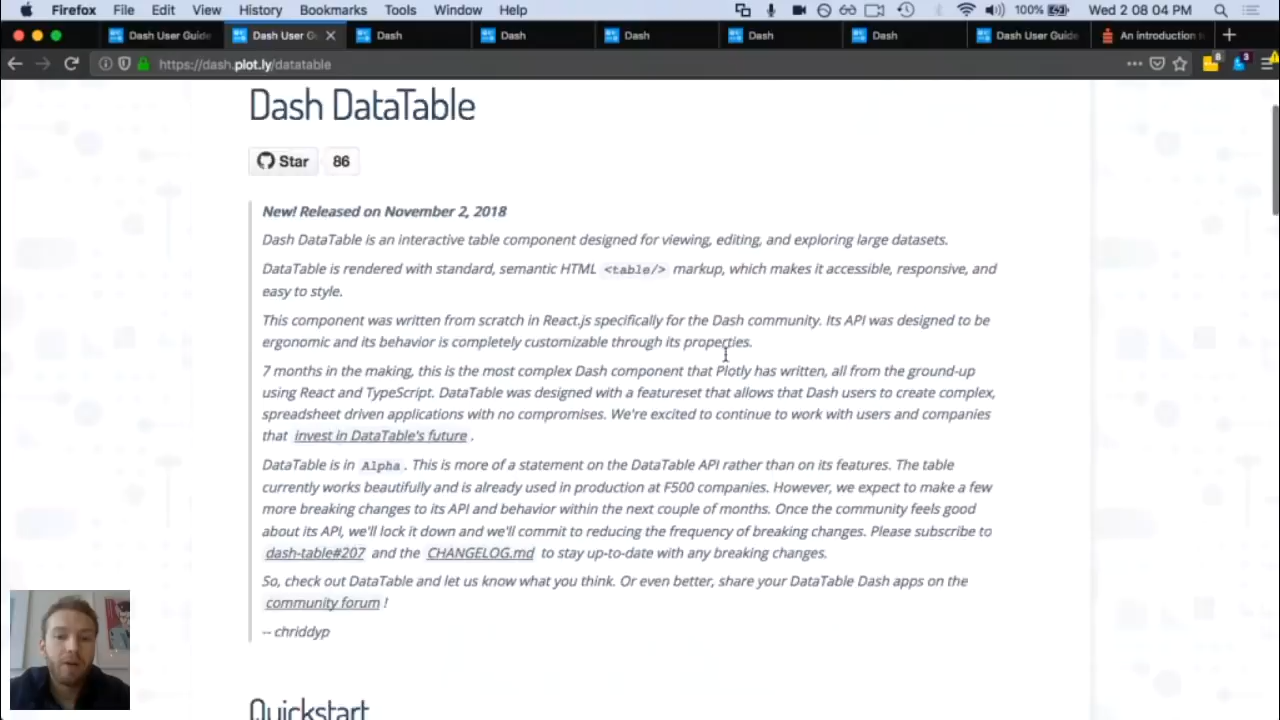 Firefox File Edit View History Bookmarks Tools Window Help 100% Wed 2 08 04 PM
Dash User Guide Dash User G Dash Dash Dash Dash Dash Dash User Guide An introduction
https://dash.plot.ly/datatable 8 3
Dash DataTable
Star 86
New! Released on November 2, 2018
Dash DataTable is an interactive table component designed for viewing, editing, and exploring large datasets.
DataTable is rendered with standard, semantic HTML <table/> markup, which makes it accessible, responsive, and
easy to style.
This component was written from scratch in React.js specifically for the Dash community. Its API was designed to be
ergonomic and its behavior is completely customizable through its properties.
7 months in the making, this is the most complex Dash component that Plotly has written, all from the ground-up
using React and TypeScript. DataTable was designed with a featureset that allows that Dash users to create complex,
spreadsheet driven applications with no compromises. We're excited to continue to work with users and companies
that invest in DataTable's future .
DataTable is in Alpha . This is more of a statement on the DataTable API rather than on its features. The table
currently works beautifully and is already used in production at F500 companies. However, we expect to make a few
more breaking changes to its API and behavior within the next couple of months. Once the community feels good
about its API, we'll lock it down and we'll commit to reducing the frequency of breaking changes. Please subscribe to
dash-table#207 and the CHANGELOG.md to stay up-to-date with any breaking changes.
So, check out DataTable and let us know what you think. Or even better, share your DataTable Dash apps on the
community forum !
-- chriddyp
Quickstart